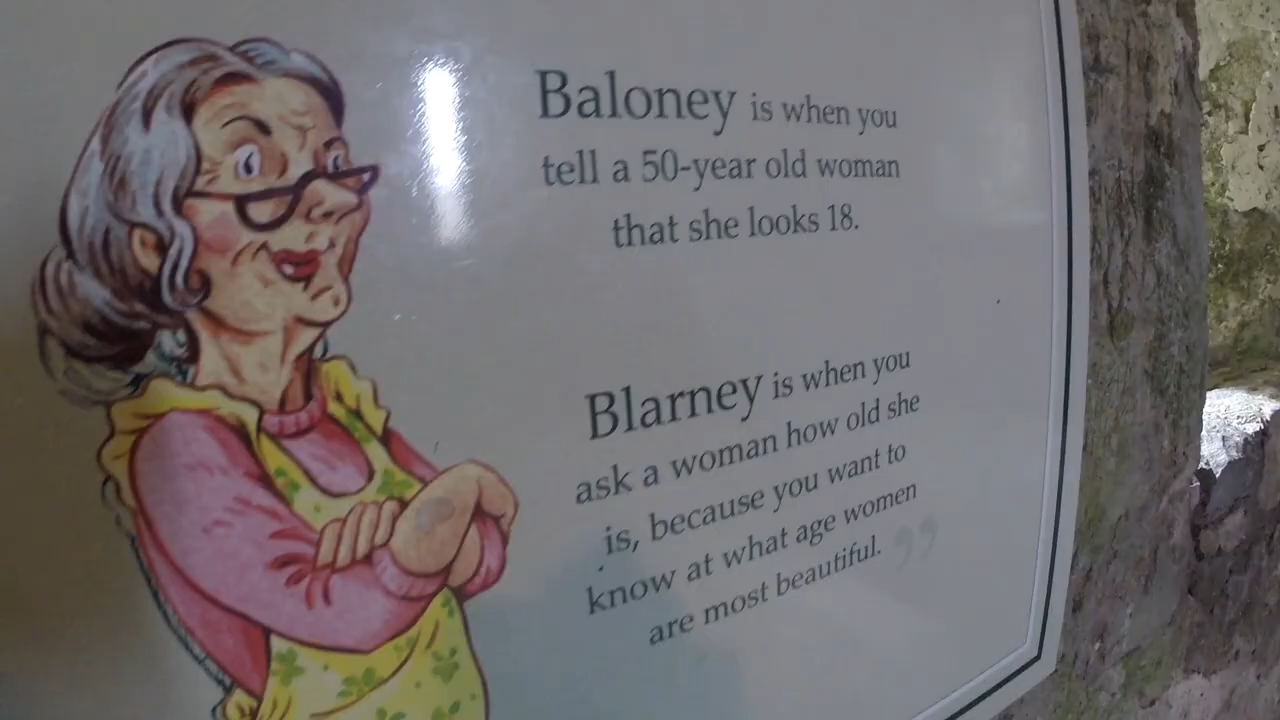 Baloney is when you
tell a 50-year old woman
that she looks 18.
Blarney is when you
ask a woman how old she
is, because you want to
know at what age women
are most beautiful. ”